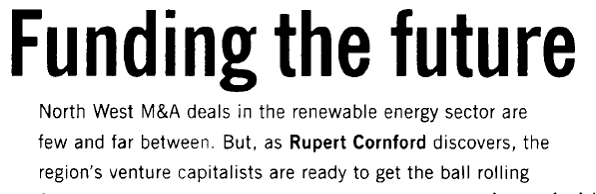 Funding the future
North West M&A deals in the renewable energy sector are
few and far between. But, as Rupert Cornford discovers, the
region's venture capitalists are ready to get the ball rolling